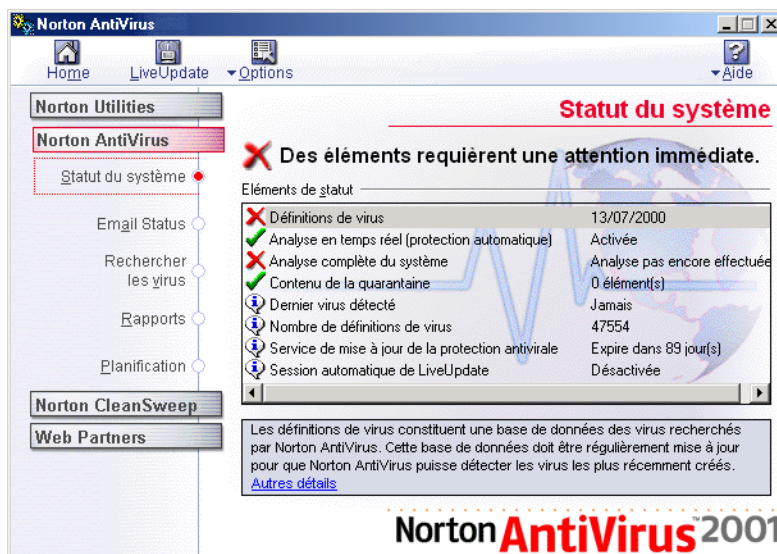 Norton AntiVirus
Home LiveUpdate Options Aide
Norton Utilities
Norton AntiVirus
Statut du système
Email Status
Rechercher
les virus
Rapports
Planification
Norton CleanSweep
Web Partners
Statut du système
Des éléments requièrent une attention immédiate.
Eléments de statut
Définitions de virus 13/07/2000
Analyse en temps réel (protection automatique) Activée
Analyse complète du système Analyse pas encore effectuée
Contenu de la quarantaine 0 élément(s)
Dernier virus détecté Jamais
Nombre de définitions de virus 47554
Service de mise à jour de la protection antivirale Expire dans 89 jour(s)
Session automatique de LiveUpdate Désactivée
Les définitions de virus constituent une base de données des virus recherchés
par Norton AntiVirus. Cette base de données doit être régulièrement mise à jour
pour que Norton AntiVirus puisse détecter les virus les plus récemment créés.
Autres détails
Norton AntiVirus™2001